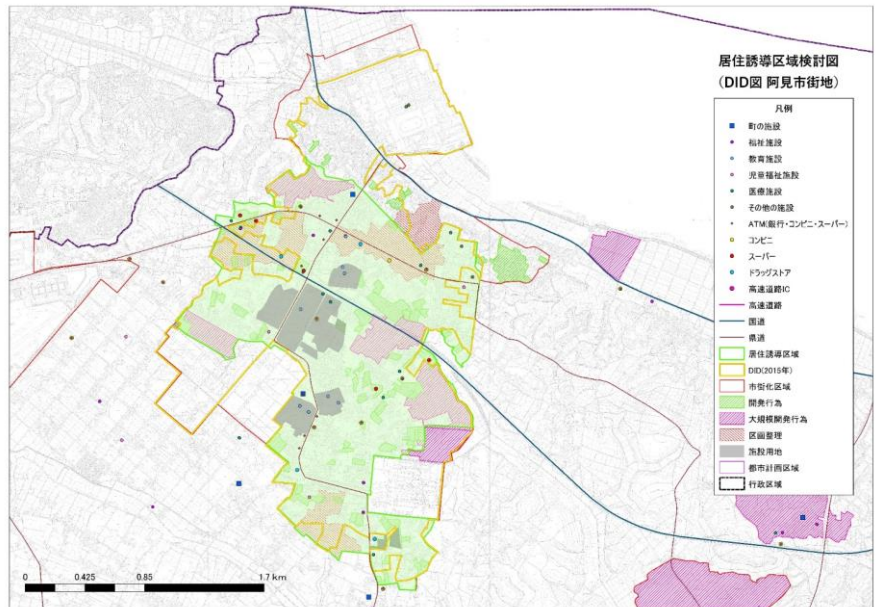 居住誘導区域検討図
(DID図 阿見市街地)
凡例
町の施設
福祉施設
教育施設
児童福祉施設
医療施設
その他の施設
ATM(銀行・コンビニ・スーパー)
コンビニ
スーパー
ドラッグストア
高速道路IC
高速道路
国道
県道
居住誘導区域
DID(2015年)
市街化区域
開発行為
大規模開発行為
区画整理
施設用地
都市計画区域
行政区域
0 0.425 0.85 1.7 km